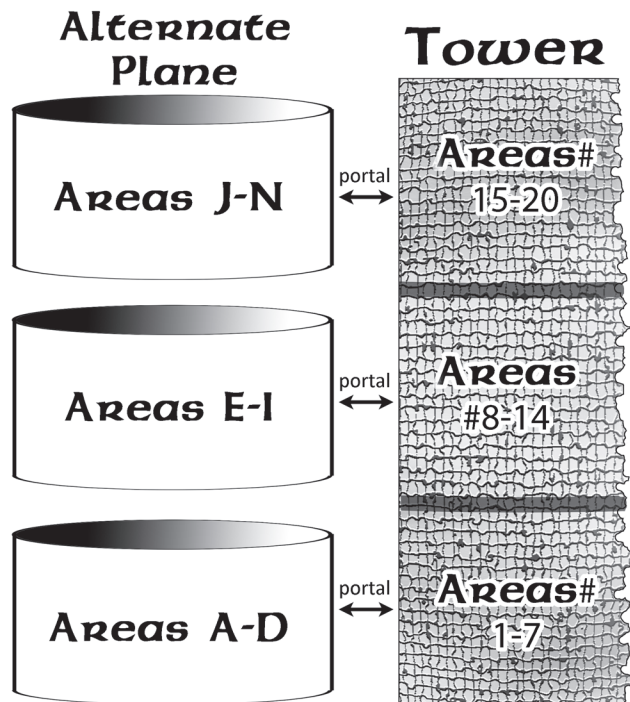 Alternate
Plane
Tower
Areas J-N
portal
Areas#
15-20
Areas E-I
portal
Areas
#8-14
Areas A-D
portal
Areas#
1-7